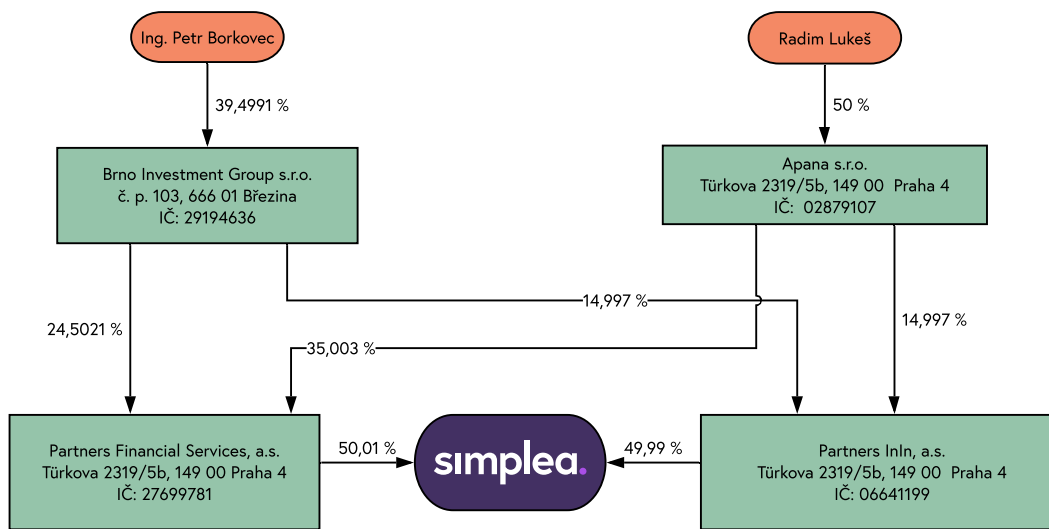 Ing. Petr Borkovec
Radim Lukeš
39,4991 %
50 %
Brno Investment Group s.r.o.
č. p. 103, 666 01 Březina
IČ: 29194636
Apana s.r.o.
Türkova 2319/5b, 149 00 Praha 4
IČ: 02879107
14,997 %
24,5021 %
14,997 %
35,003 %
Partners Financial Services, a.s.
Türkova 2319/5b, 149 00 Praha 4
IČ: 27699781
50,01 %
simplea.
49,99 %
Partners InIn, a.s.
Türkova 2319/5b, 149 00 Praha 4
IČ: 06641199